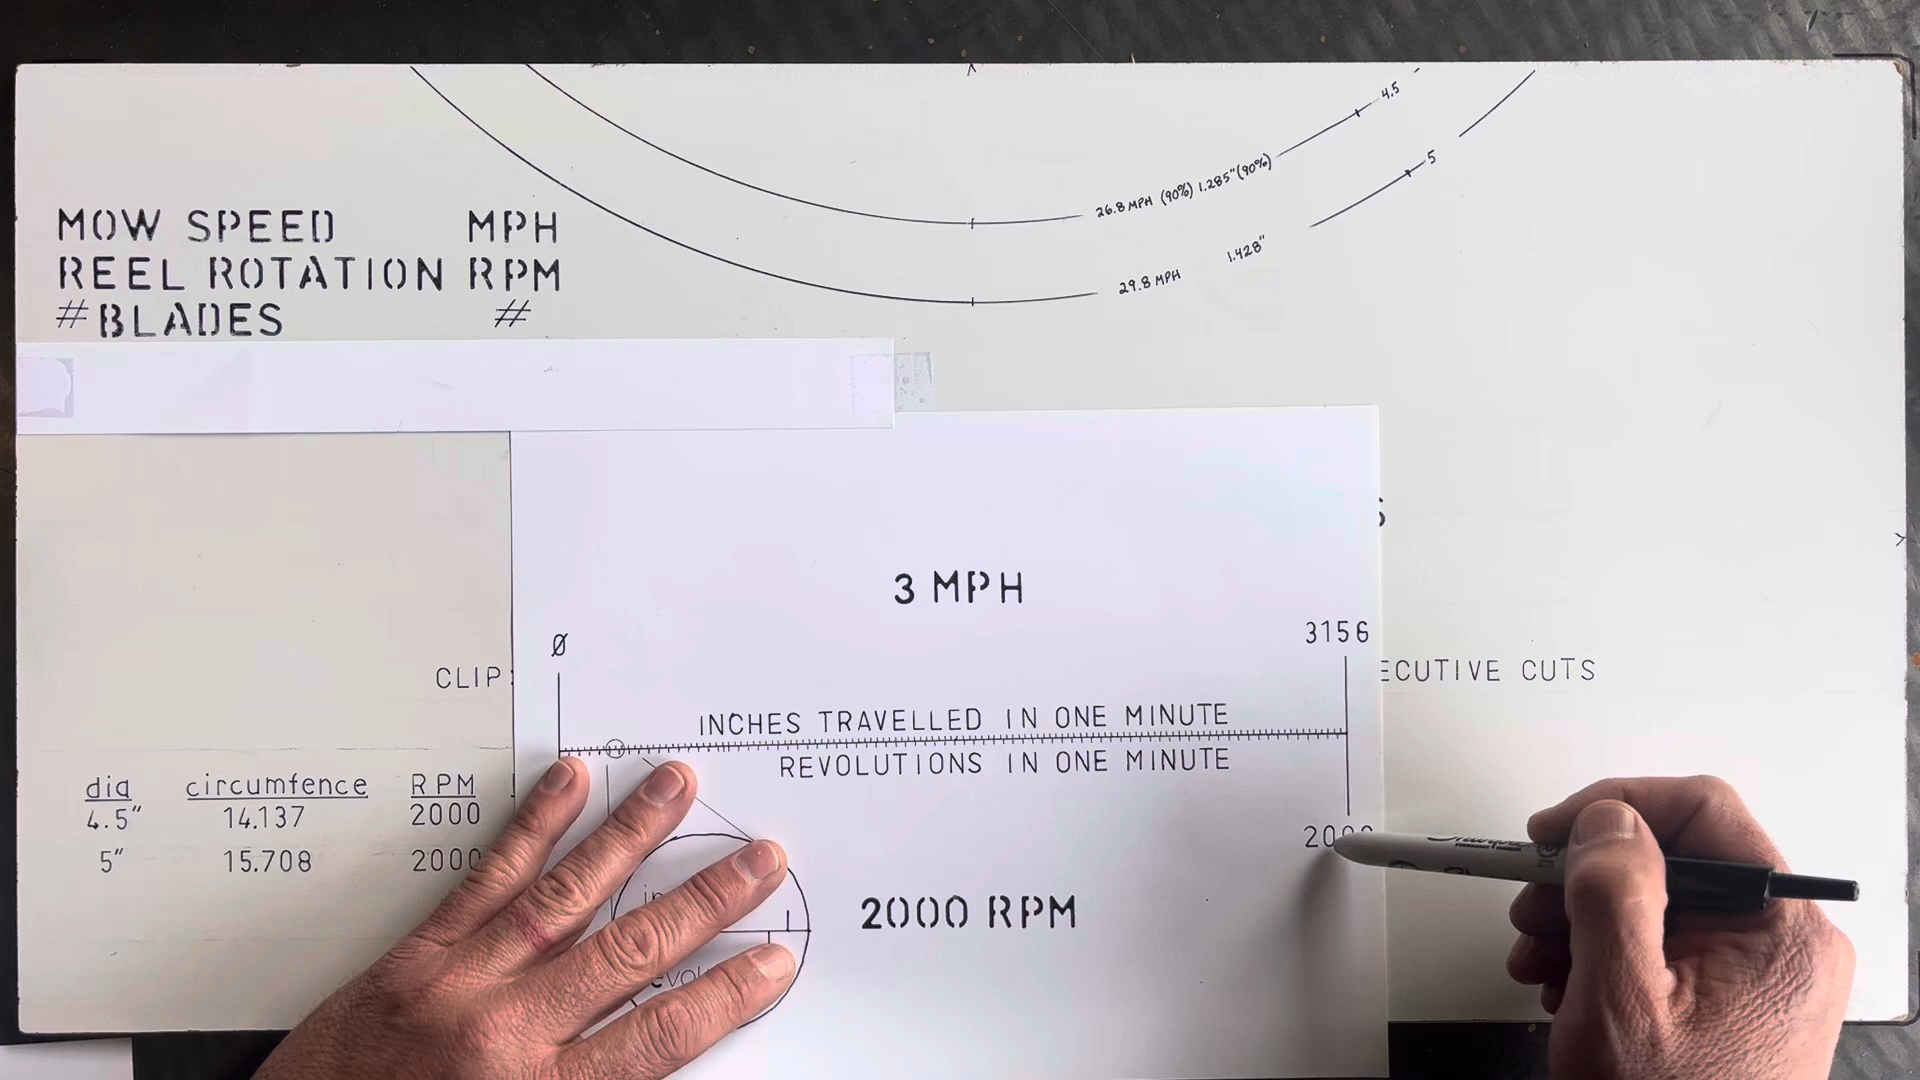 4.5
26.8 MPH (90%) 1.285" (90%)
5
1.428"
29.8 MPH
MOW SPEED MPH
REEL ROTATION RPM
# BLADES #
3 MPH
Ø 3156
CLIP ECUTIVE CUTS
INCHES TRAVELLED IN ONE MINUTE
REVOLUTIONS IN ONE MINUTE
dia circumfence RPM
4.5" 14.137 2000
5" 15.708 2000
2000 RPM